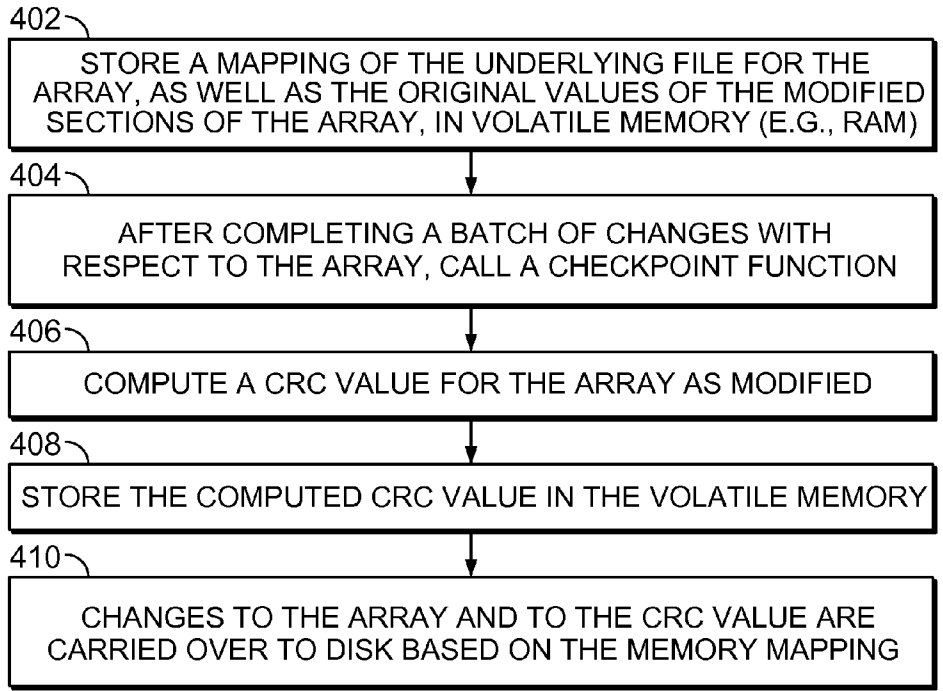 402
STORE A MAPPING OF THE UNDERLYING FILE FOR THE
ARRAY, AS WELL AS THE ORIGINAL VALUES OF THE MODIFIED
SECTIONS OF THE ARRAY, IN VOLATILE MEMORY (E.G., RAM)
404
AFTER COMPLETING A BATCH OF CHANGES WITH
RESPECT TO THE ARRAY, CALL A CHECKPOINT FUNCTION
406
COMPUTE A CRC VALUE FOR THE ARRAY AS MODIFIED
408
STORE THE COMPUTED CRC VALUE IN THE VOLATILE MEMORY
410
CHANGES TO THE ARRAY AND TO THE CRC VALUE ARE
CARRIED OVER TO DISK BASED ON THE MEMORY MAPPING